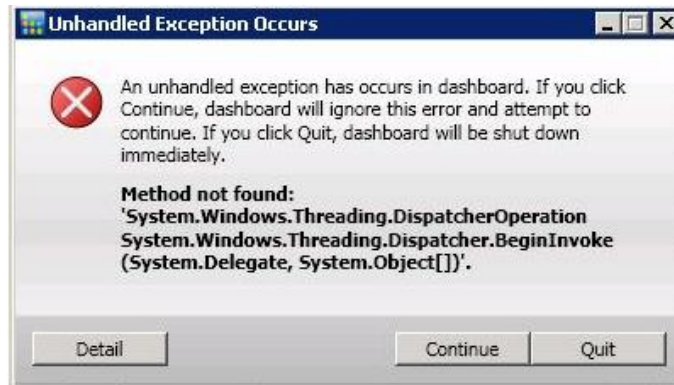 Unhandled Exception Occurs
An unhandled exception has occurs in dashboard. If you click
Continue, dashboard will ignore this error and attempt to
continue. If you click Quit, dashboard will be shut down
immediately.
Method not found:
'System.Windows.Threading.DispatcherOperation
System.Windows.Threading.Dispatcher.BeginInvoke
(System.Delegate, System.Object[])'.
Detail
Continue
Quit